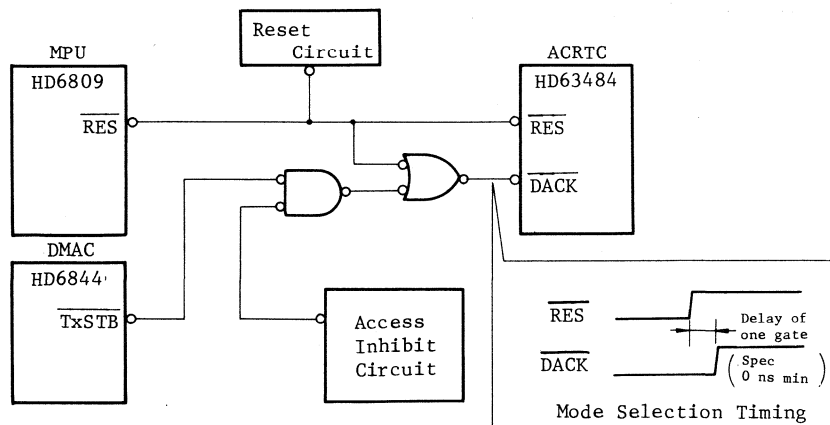 Reset
Circuit
MPU
HD6809
RES
ACRTC
HD63484
RES
DACK
DMAC
HD6844
TxSTB
Access
Inhibit
Circuit
RES
Delay of
one gate
DACK
(Spec
0 ns min)
Mode Selection Timing